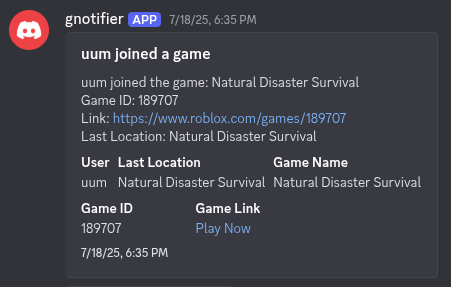 gnotifier APP 7/18/25, 6:35 PM
uum joined a game
uum joined the game: Natural Disaster Survival
Game ID: 189707
Link: https://www.roblox.com/games/189707
Last Location: Natural Disaster Survival
User Last Location Game Name
uum Natural Disaster Survival Natural Disaster Survival
Game ID Game Link
189707 Play Now
7/18/25, 6:35 PM